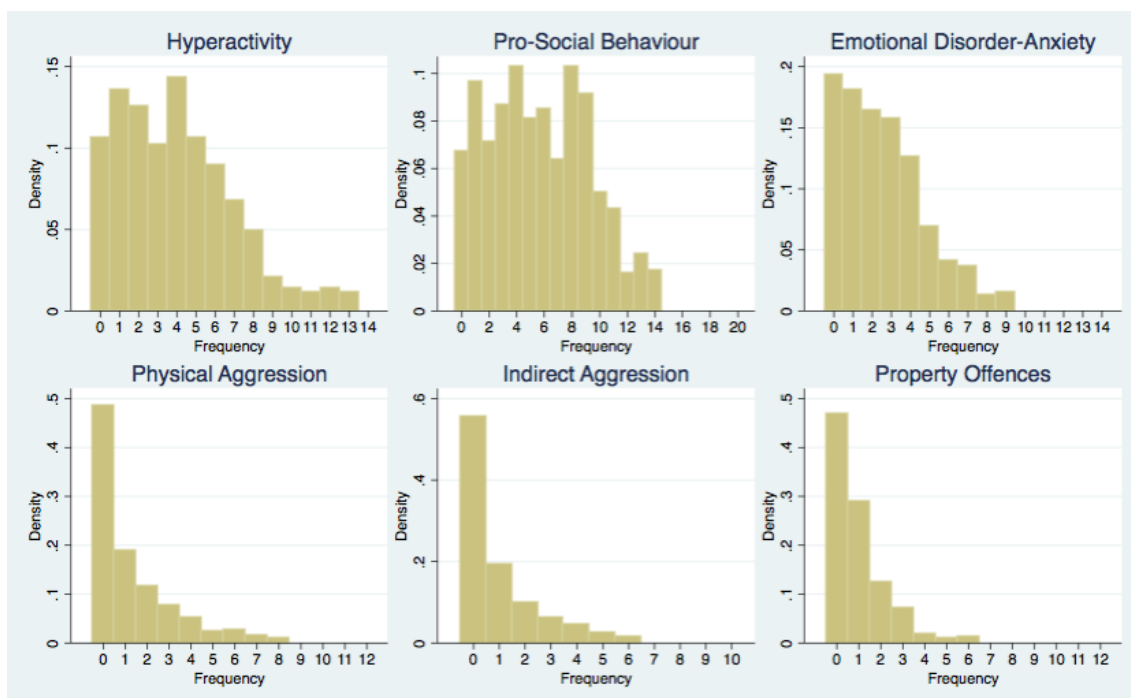 Hyperactivity
Density
0 .05 .1 .15
0 1 2 3 4 5 6 7 8 9 10 11 12 13 14
Frequency
Pro-Social Behaviour
Density
0 .02 .04 .06 .08 .1
0 2 4 6 8 10 12 14 16 18 20
Frequency
Emotional Disorder-Anxiety
Density
0 .05 .1 .15 .2
0 1 2 3 4 5 6 7 8 9 10 11 12 13 14
Frequency
Physical Aggression
Density
0 .1 .2 .3 .4 .5
0 1 2 3 4 5 6 7 8 9 10 11 12
Frequency
Indirect Aggression
Density
0 .2 .4 .6
0 1 2 3 4 5 6 7 8 9 10
Frequency
Property Offences
Density
0 .1 .2 .3 .4 .5
0 1 2 3 4 5 6 7 8 9 10 11 12
Frequency